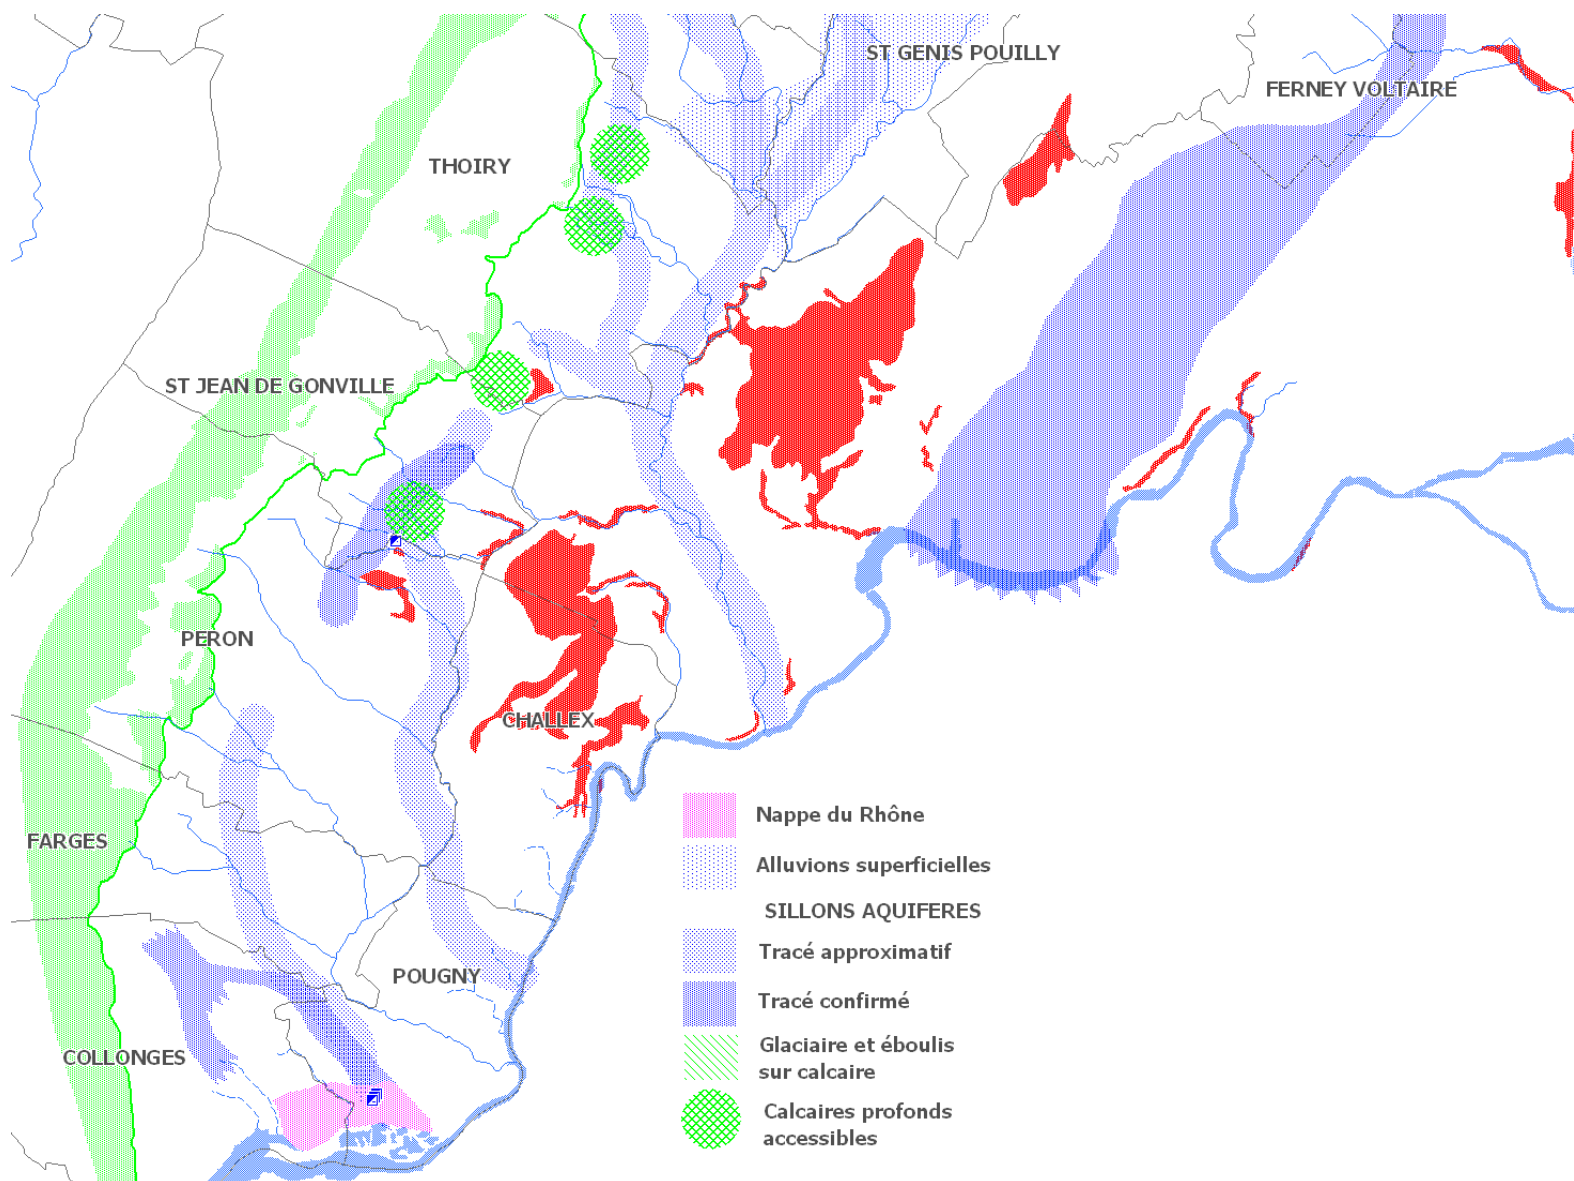 ST GENIS POUILLY
FERNEY VOLTAIRE
THOIRY
ST JEAN DE GONVILLE
PERON
CHALLEX
FARGES
POUGNY
COLLONGES
Nappe du Rhône
Alluvions superficielles
SILLONS AQUIFERES
Tracé approximatif
Tracé confirmé
Glaciaire et éboulis
sur calcaire
Calcaires profonds
accessibles